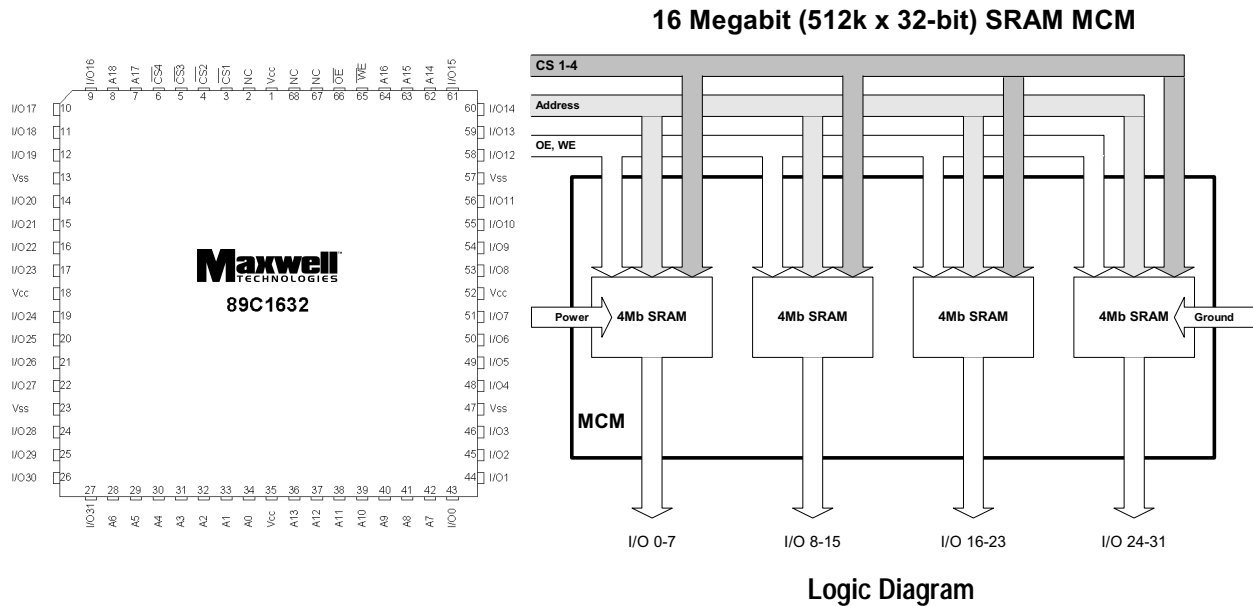 16 Megabit (512k x 32-bit) SRAM MCM
I/O16 A18 A17 CS4 CS3 CS2 CS1 NC Vcc NC NC OE WE A16 A15 A14 I/O15
9 8 7 6 5 4 3 2 1 68 67 66 65 64 63 62 61
I/O17 10
I/O18 11
I/O19 12
Vss 13
I/O20 14
I/O21 15
I/O22 16
I/O23 17
Vcc 18
I/O24 19
I/O25 20
I/O26 21
I/O27 22
Vss 23
I/O28 24
I/O29 25
I/O30 26
Maxwell™
TECHNOLOGIES
89C1632
60 I/O14
59 I/O13
58 I/O12
57 Vss
56 I/O11
55 I/O10
54 I/O9
53 I/O8
52 Vcc
51 I/O7
50 I/O6
49 I/O5
48 I/O4
47 Vss
46 I/O3
45 I/O2
44 I/O1
27 28 29 30 31 32 33 34 35 36 37 38 39 40 41 42 43
I/O31 A6 A5 A4 A3 A2 A1 A0 Vcc A13 A12 A11 A10 A9 A8 A7 I/O0
CS 1-4
Address
OE, WE
Power 4Mb SRAM 4Mb SRAM 4Mb SRAM 4Mb SRAM Ground
MCM
I/O 0-7 I/O 8-15 I/O 16-23 I/O 24-31
Logic Diagram